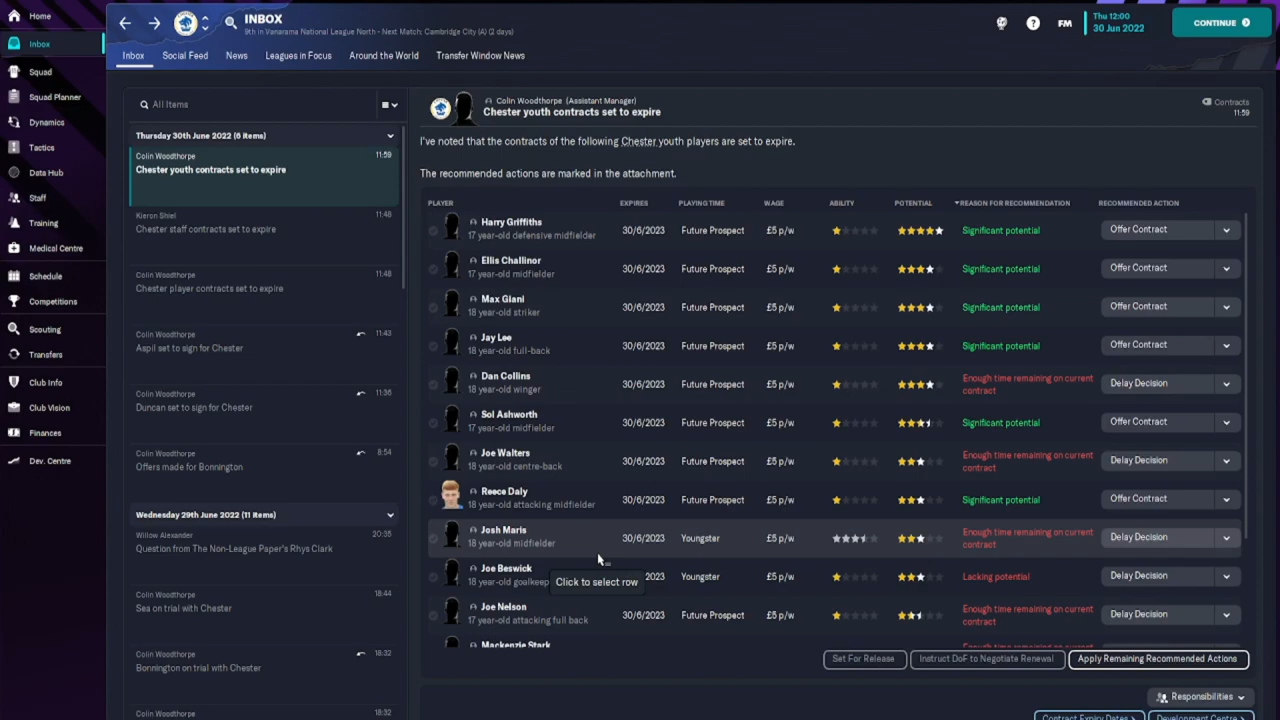 Home
Inbox
Squad
Squad Planner
Dynamics
Tactics
Data Hub
Staff
Training
Medical Centre
Schedule
Competitions
Scouting
Transfers
Club Info
Club Vision
Finances
Dev. Centre
INBOX
9th in Vanarama National League North - Next Match: Cambridge City (A) (2 days)
FM
Thu 12:00
30 Jun 2022
CONTINUE
Inbox Social Feed News Leagues in Focus Around the World Transfer Window News
All Items
Thursday 30th June 2022 (6 Items)
Colin Woodthorpe 11:59
Chester youth contracts set to expire
Kieron Shiel 11:48
Chester staff contracts set to expire
Colin Woodthorpe 11:48
Chester player contracts set to expire
Colin Woodthorpe 11:43
Aspil set to sign for Chester
Colin Woodthorpe 11:36
Duncan set to sign for Chester
Colin Woodthorpe 8:54
Offers made for Bonnington
Wednesday 29th June 2022 (11 Items)
Willow Alexander 20:35
Question from The Non-League Paper's Rhys Clark
Colin Woodthorpe 18:44
Sea on trial with Chester
Colin Woodthorpe 18:32
Bonnington on trial with Chester
Colin Woodthorpe 18:32
Colin Woodthorpe (Assistant Manager)
Chester youth contracts set to expire
Contracts
11:59
I've noted that the contracts of the following Chester youth players are set to expire.
The recommended actions are marked in the attachment.
PLAYER EXPIRES PLAYING TIME WAGE ABILITY POTENTIAL REASON FOR RECOMMENDATION RECOMMENDED ACTION
Harry Griffiths
17 year-old defensive midfielder 30/6/2023 Future Prospect £5 p/w Significant potential Offer Contract
Ellis Challinor
17 year-old midfielder 30/6/2023 Future Prospect £5 p/w Significant potential Offer Contract
Max Giani
18 year-old striker 30/6/2023 Future Prospect £5 p/w Significant potential Offer Contract
Jay Lee
18 year-old full-back 30/6/2023 Future Prospect £5 p/w Significant potential Offer Contract
Dan Collins
18 year-old winger 30/6/2023 Future Prospect £5 p/w Enough time remaining on current contract Delay Decision
Sol Ashworth
17 year-old midfielder 30/6/2023 Future Prospect £5 p/w Significant potential Offer Contract
Joe Walters
18 year-old centre-back 30/6/2023 Future Prospect £5 p/w Enough time remaining on current contract Delay Decision
Reece Daly
18 year-old attacking midfielder 30/6/2023 Future Prospect £5 p/w Significant potential Offer Contract
Josh Maris
18 year-old midfielder 30/6/2023 Youngster £5 p/w Enough time remaining on current contract Delay Decision
Joe Beswick
18 year-old goalkeep 2023 Youngster £5 p/w Lacking potential Delay Decision
Click to select row
Joe Nelson
17 year-old attacking full back 30/6/2023 Future Prospect £5 p/w Enough time remaining on current contract Delay Decision
Mackenzie Stark Enough time remaining on current
Set For Release Instruct DoF to Negotiate Renewal Apply Remaining Recommended Actions
Responsibilities
Contract Expiry Dates > Development Centre >